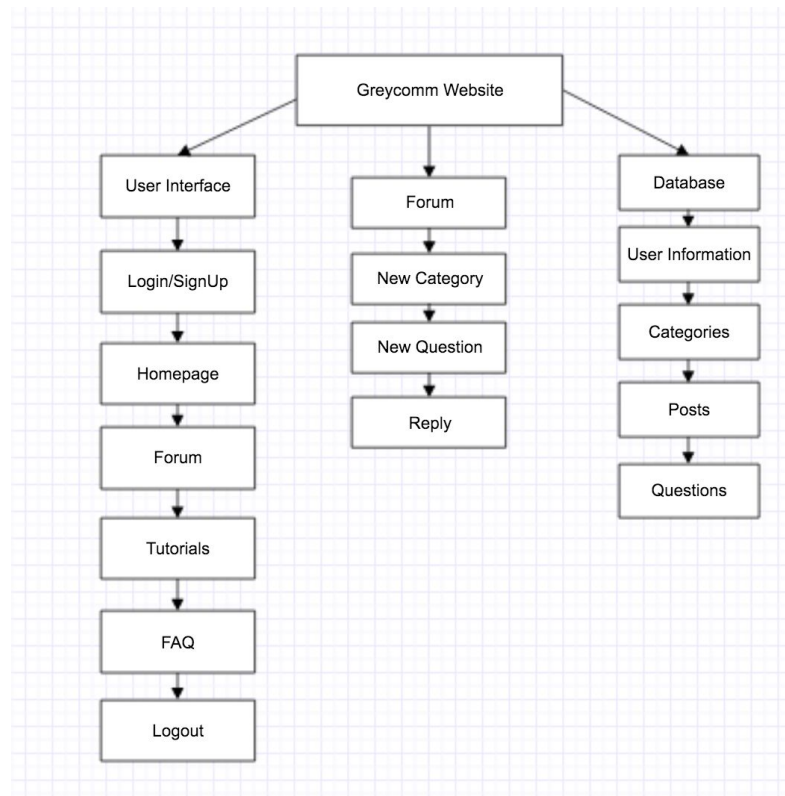 Greycomm Website
User Interface
Login/SignUp
Homepage
Forum
Tutorials
FAQ
Logout
Forum
New Category
New Question
Reply
Database
User Information
Categories
Posts
Questions